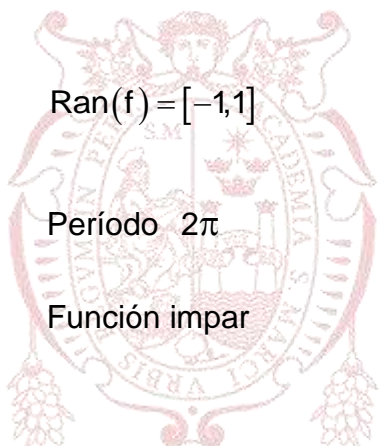 Ran(f) = [−1,1]
Período 2π
Función impar